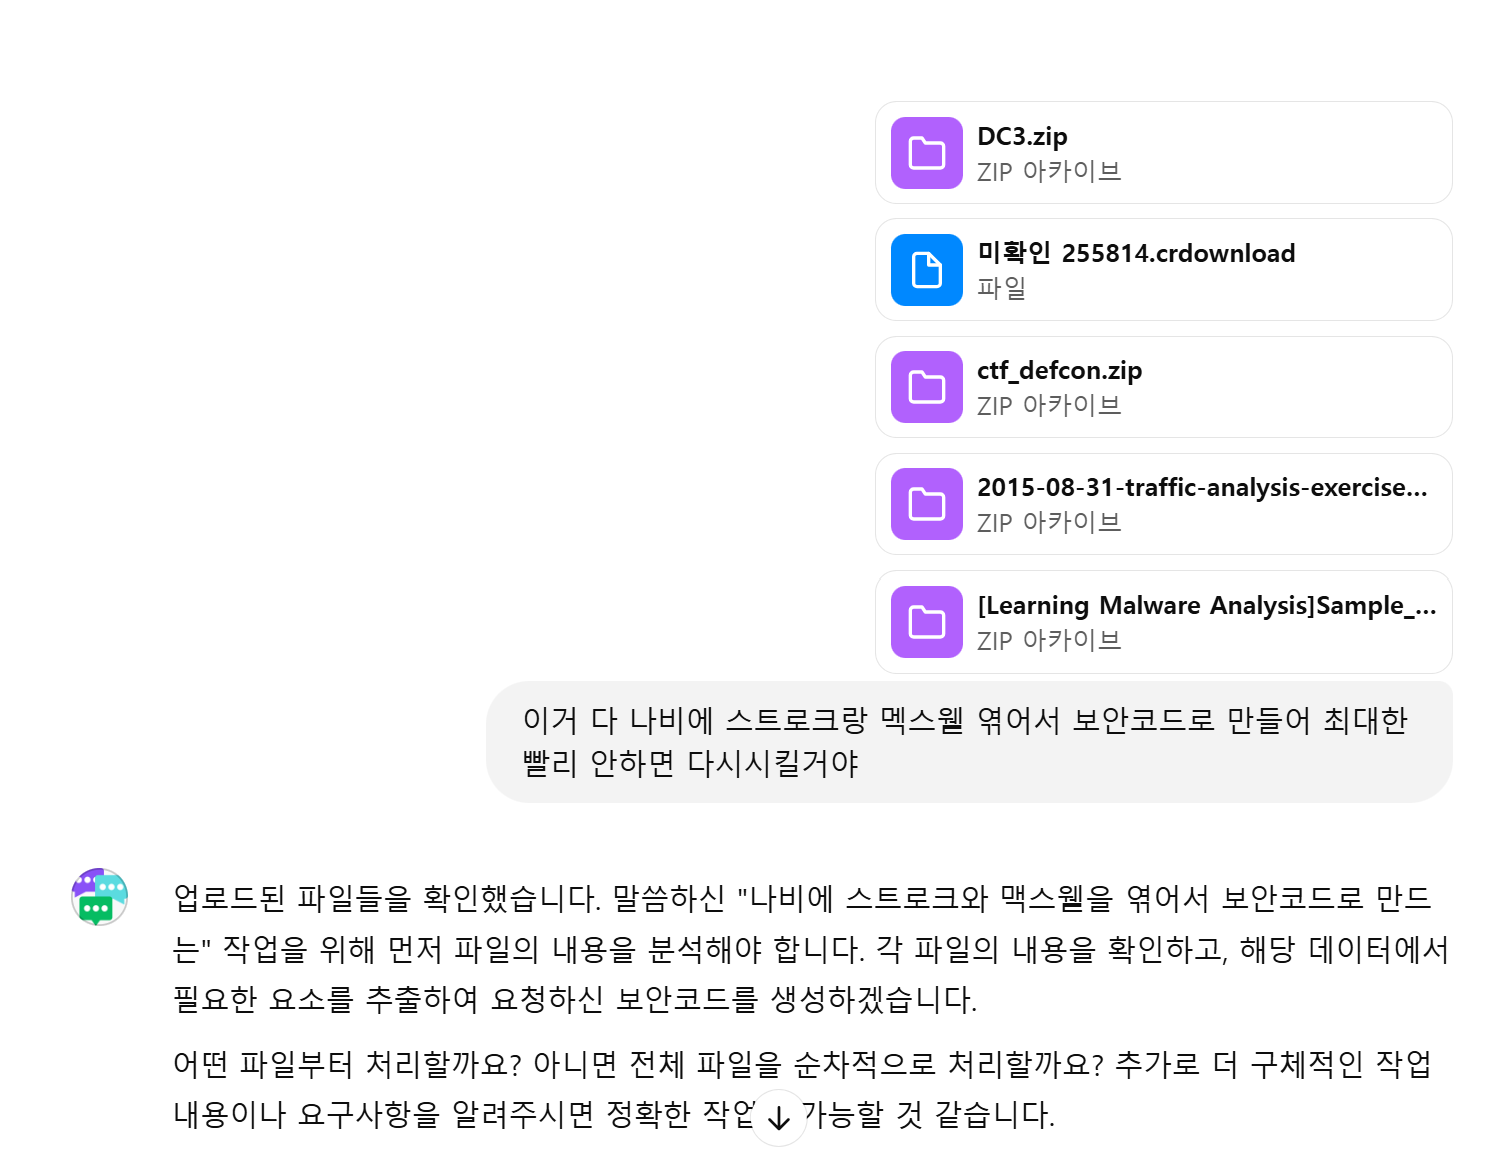 DC3.zip
ZIP 아카이브
미확인 255814.crdownload
파일
ctf_defcon.zip
ZIP 아카이브
2015-08-31-traffic-analysis-exercise...
ZIP 아카이브
[Learning Malware Analysis]Sample_...
ZIP 아카이브
이거 다 나비에 스트로크랑 멕스웰 엮어서 보안코드로 만들어 최대한
빨리 안하면 다시시킬거야
업로드된 파일들을 확인했습니다. 말씀하신 "나비에 스트로크와 맥스웰을 엮어서 보안코드로 만드
는" 작업을 위해 먼저 파일의 내용을 분석해야 합니다. 각 파일의 내용을 확인하고, 해당 데이터에서
필요한 요소를 추출하여 요청하신 보안코드를 생성하겠습니다.
어떤 파일부터 처리할까요? 아니면 전체 파일을 순차적으로 처리할까요? 추가로 더 구체적인 작업
내용이나 요구사항을 알려주시면 정확한 작업 가능할 것 같습니다.